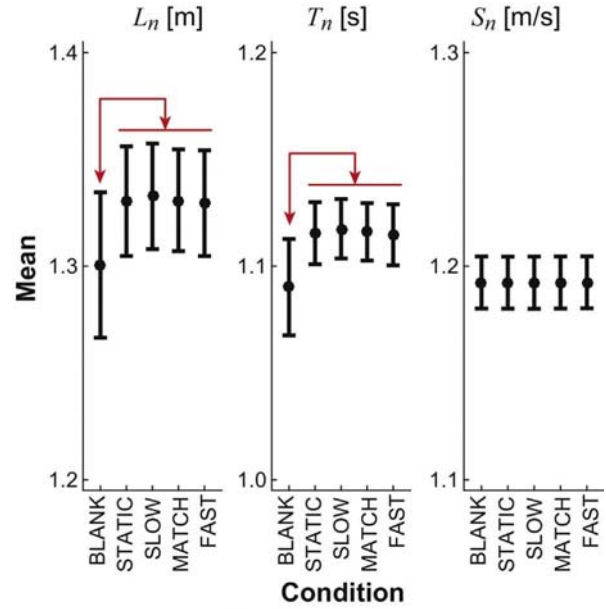 Lₙ [m]
Tₙ [s]
Sₙ [m/s]
Mean
1.4
1.3
1.2
BLANK
STATIC
SLOW
MATCH
FAST
1.2
1.1
1.0
BLANK
STATIC
SLOW
MATCH
FAST
1.3
1.2
1.1
BLANK
STATIC
SLOW
MATCH
FAST
Condition